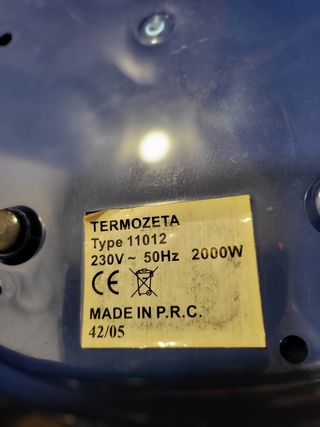 TERMOZETA
Type 11012
230V ~ 50Hz 2000W
CE
MADE IN P.R.C.
42/05